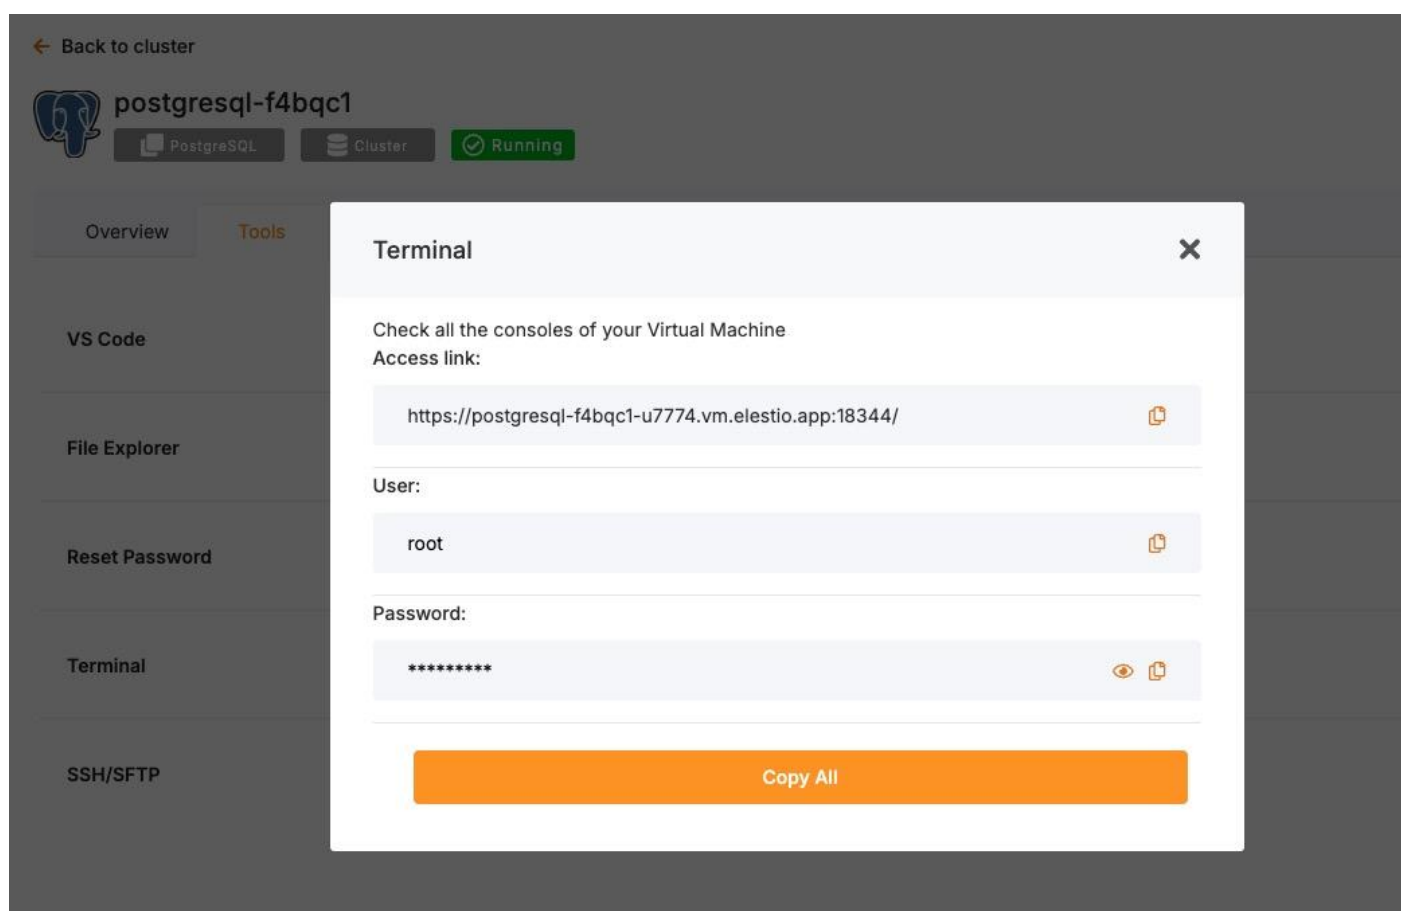 Back to cluster
postgresql-f4bqc1
PostgreSQL
Cluster
Running
Overview
Tools
VS Code
File Explorer
Reset Password
Terminal
SSH/SFTP
Terminal
Check all the consoles of your Virtual Machine
Access link:
https://postgresql-f4bqc1-u7774.vm.elestio.app:18344/
User:
root
Password:
*********
Copy All